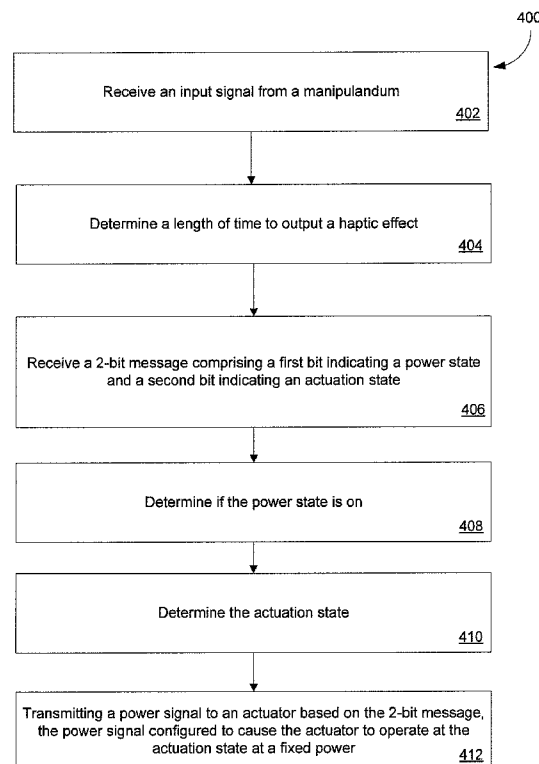 400
Receive an input signal from a manipulandum
402
Determine a length of time to output a haptic effect
404
Receive a 2-bit message comprising a first bit indicating a power state
and a second bit indicating an actuation state
406
Determine if the power state is on
408
Determine the actuation state
410
Transmitting a power signal to an actuator based on the 2-bit message,
the power signal configured to cause the actuator to operate at the
actuation state at a fixed power
412